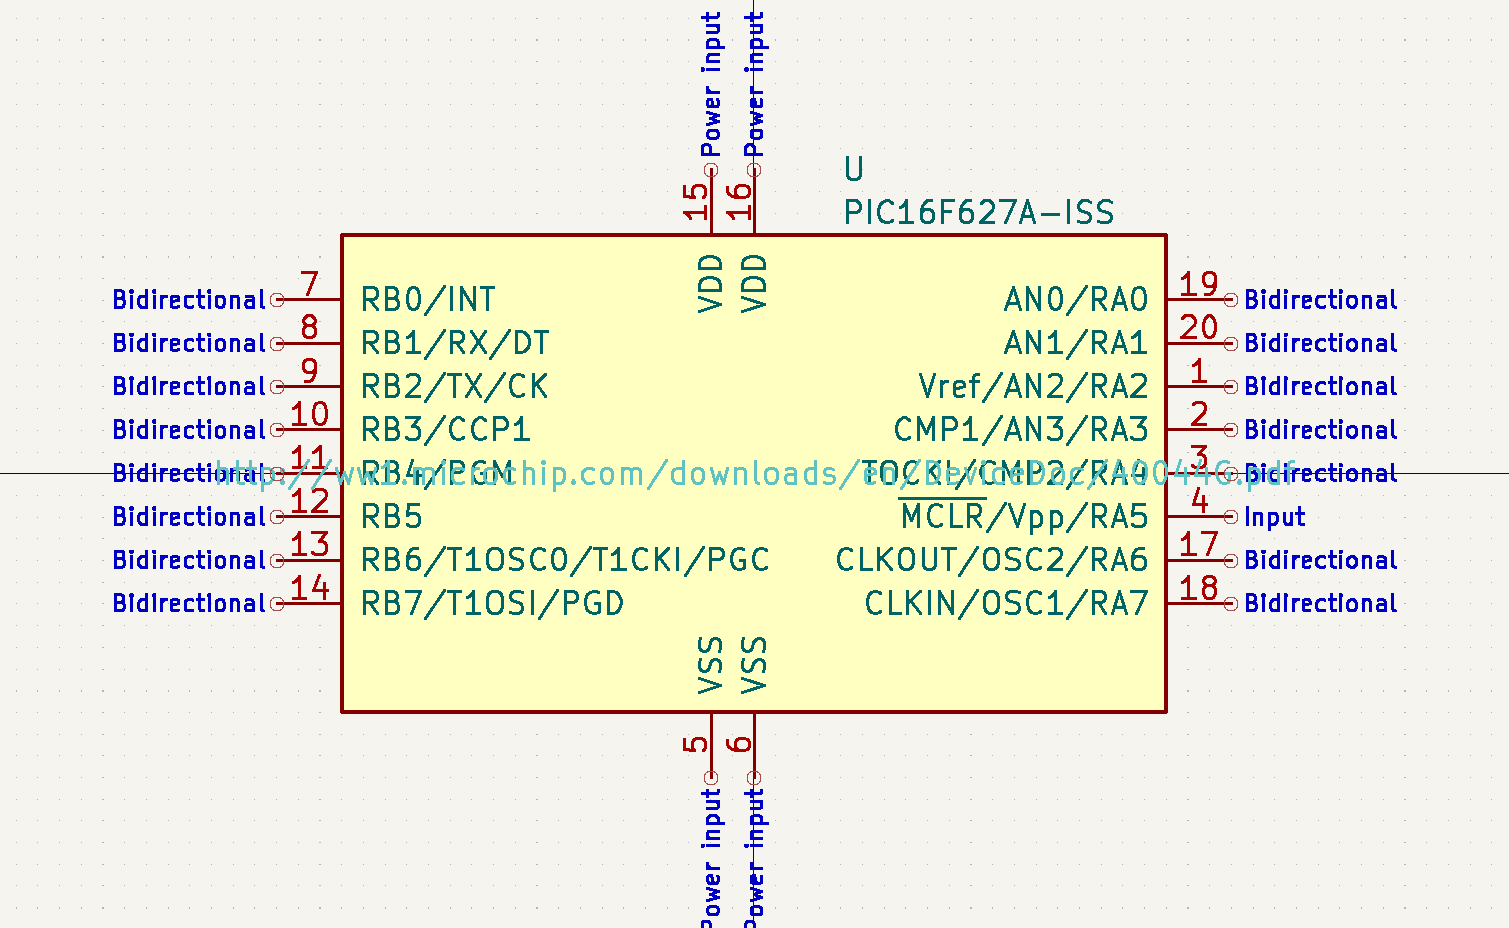 Power input
Power input
15
16
U
PIC16F627A-ISS
VDD
VDD
Bidirectional 7 RB0/INT
AN0/RA0 19 Bidirectional
Bidirectional 8 RB1/RX/DT
AN1/RA1 20 Bidirectional
Bidirectional 9 RB2/TX/CK
Vref/AN2/RA2 1 Bidirectional
Bidirectional 10 RB3/CCP1
CMP1/AN3/RA3 2 Bidirectional
Bidirectional 11 RB4/PGM
TOCKI/CMP2/RA4 3 Bidirectional
http://ww1.microchip.com/downloads/en/DeviceDoc/40044G.pdf
Bidirectional 12 RB5
MCLR/Vpp/RA5 4 Input
Bidirectional 13 RB6/T1OSCO/T1CKI/PGC
CLKOUT/OSC2/RA6 17 Bidirectional
Bidirectional 14 RB7/T1OSI/PGD
CLKIN/OSC1/RA7 18 Bidirectional
VSS
VSS
5
6
Power input
Power input